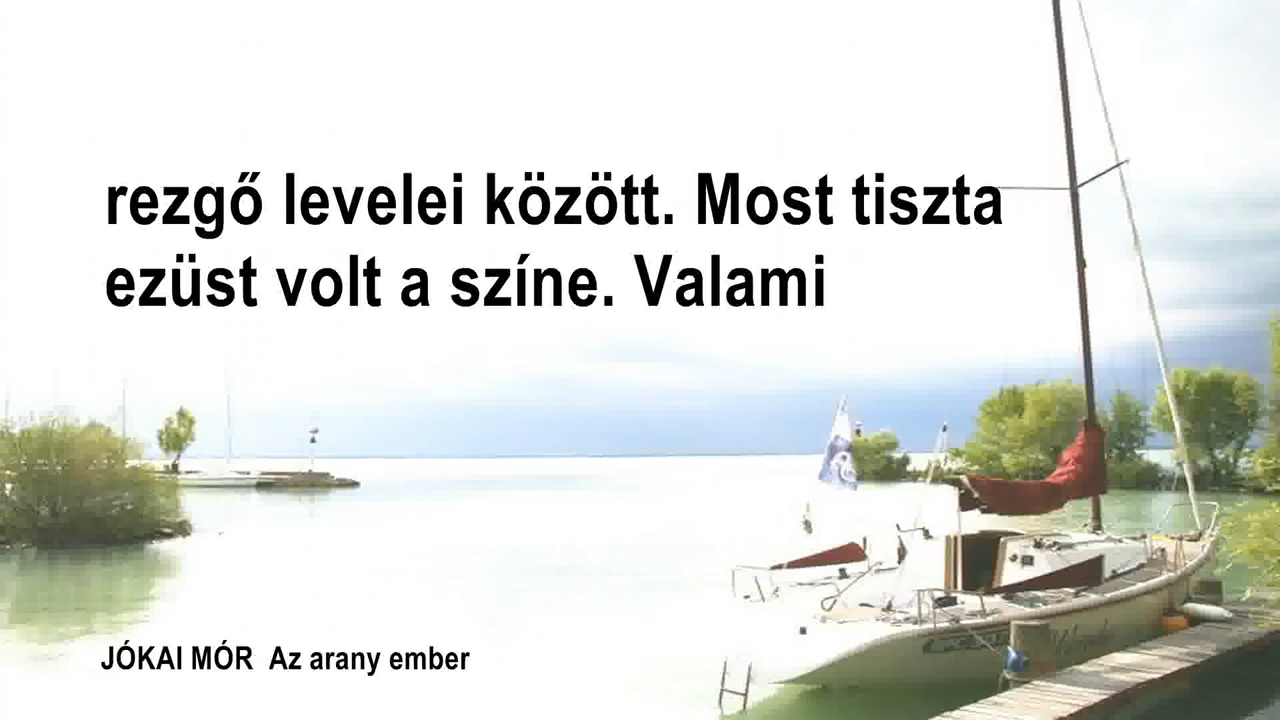 rezgő levelei között. Most tiszta
ezüst volt a színe. Valami
JÓKAI MÓR  Az arany ember